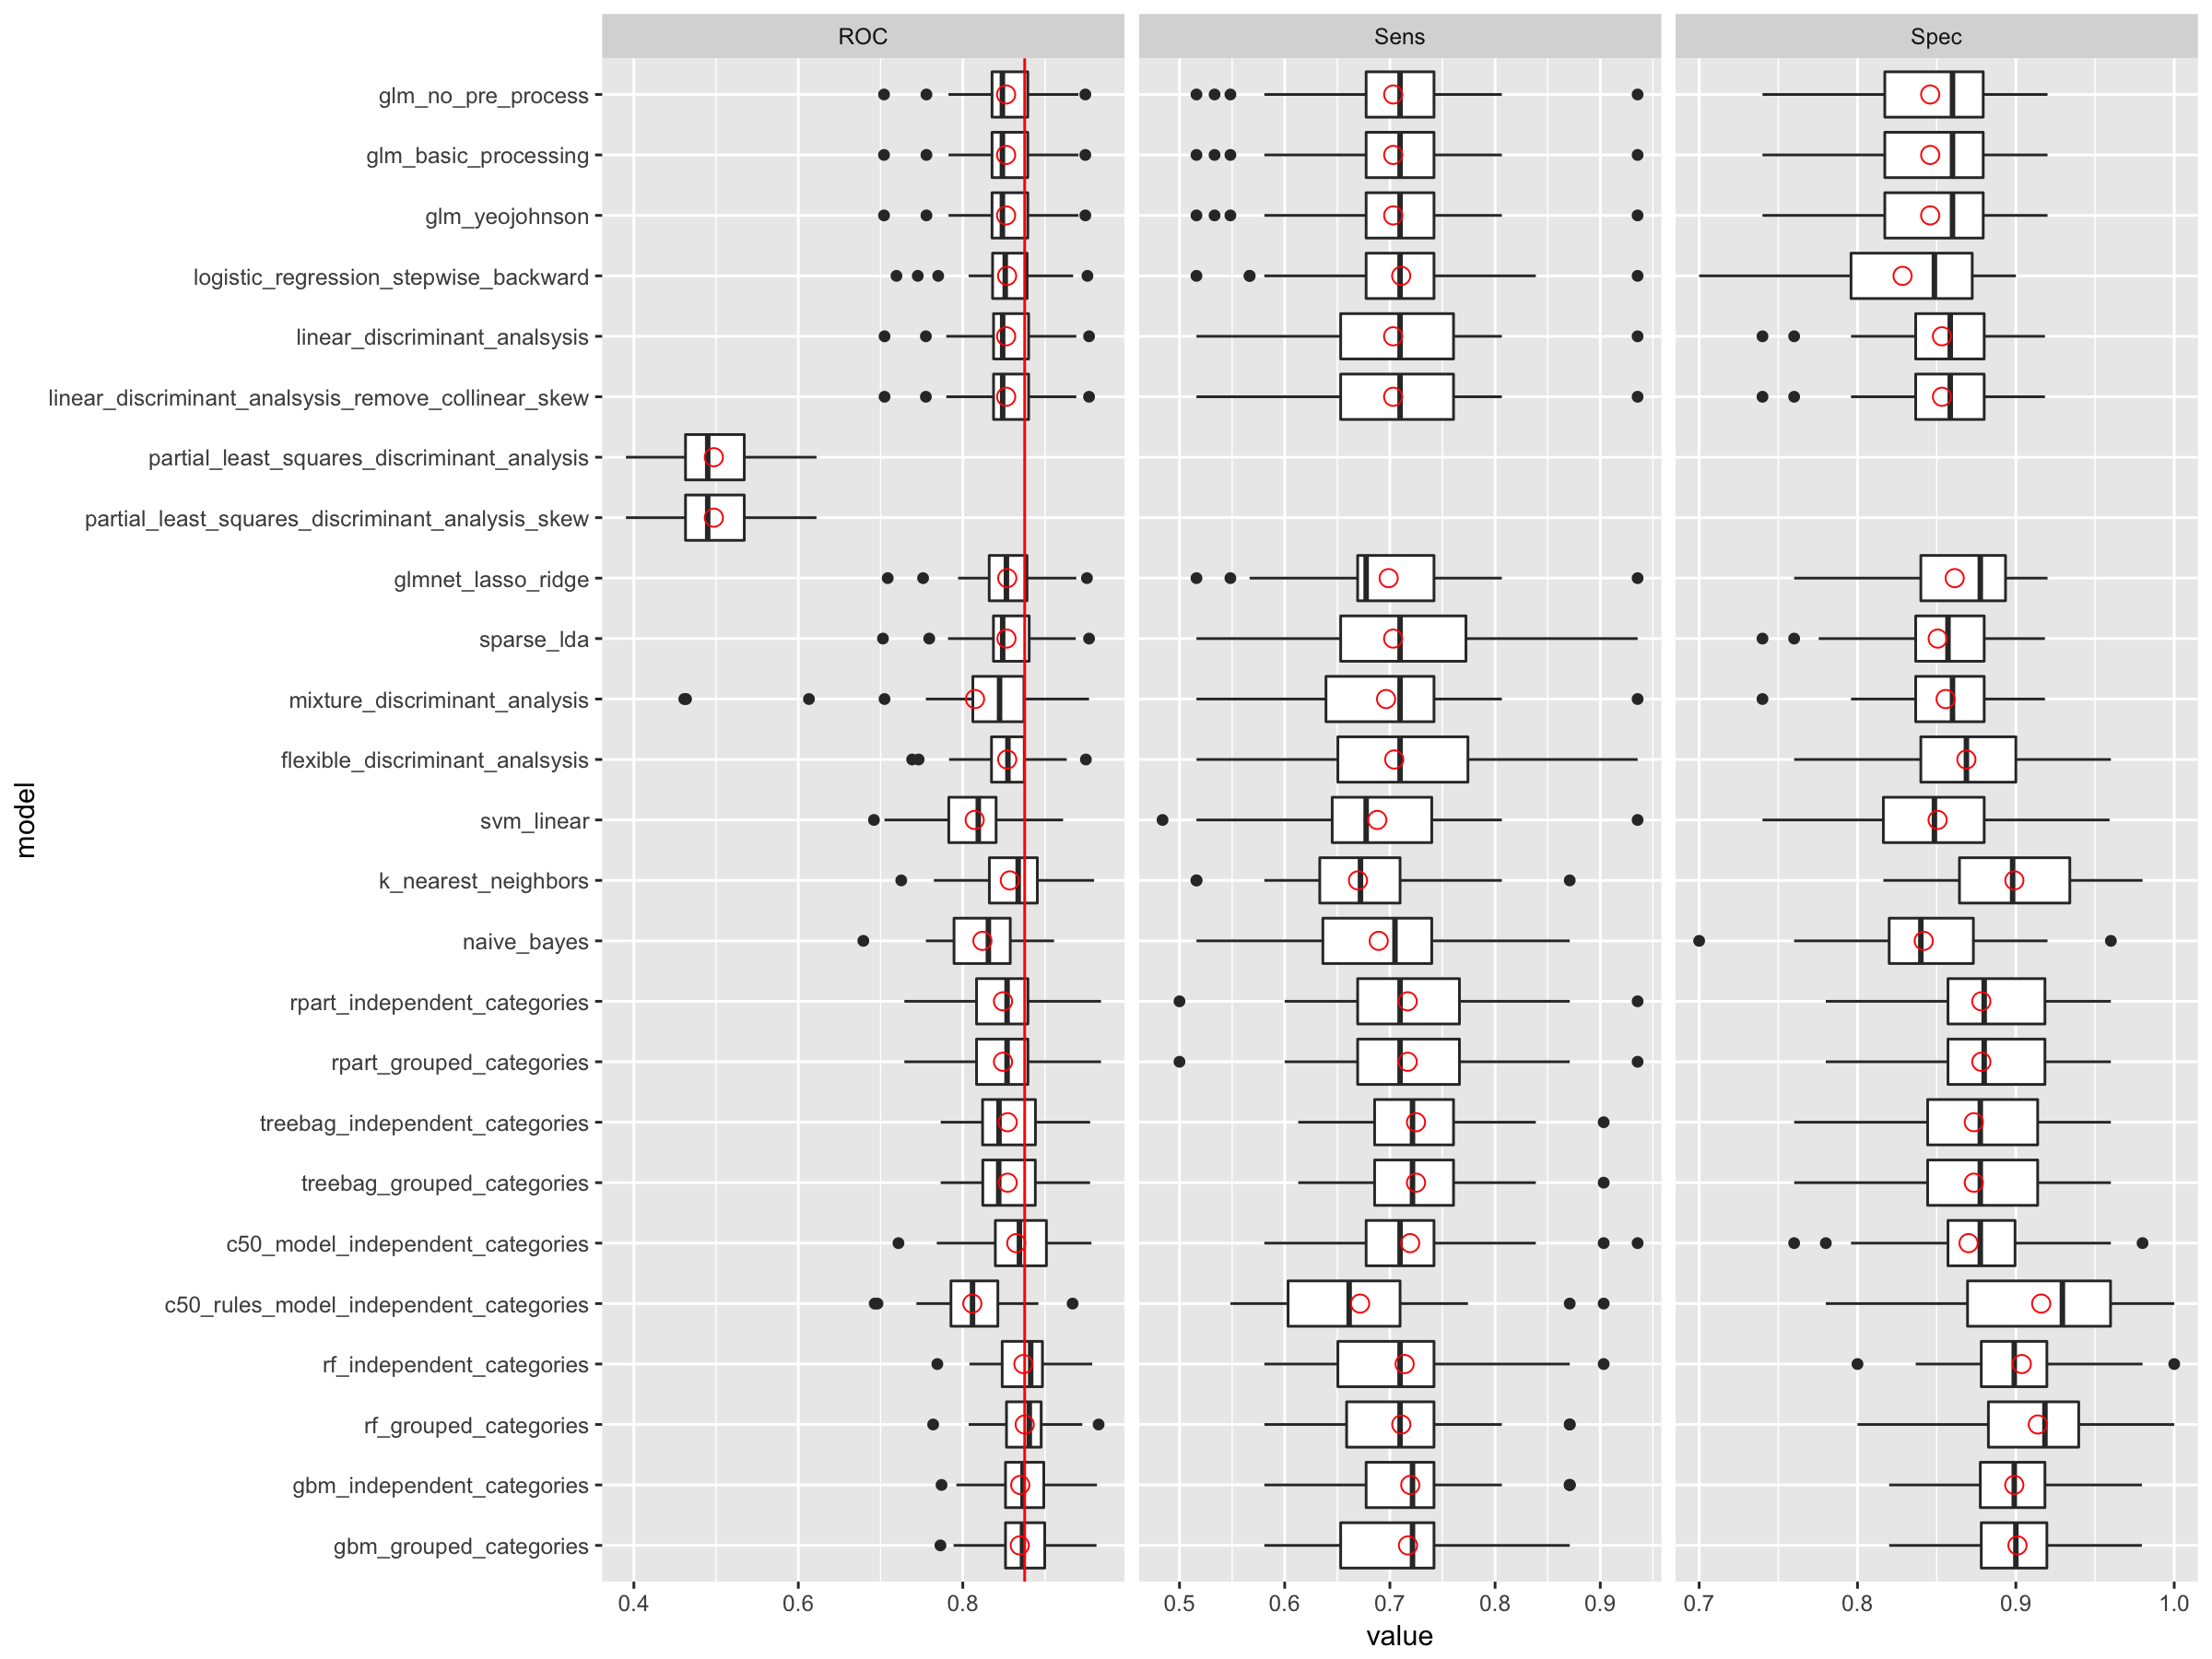 ROC Sens Spec
glm_no_pre_process
glm_basic_processing
glm_yeojohnson
logistic_regression_stepwise_backward
linear_discriminant_analsysis
linear_discriminant_analsysis_remove_collinear_skew
partial_least_squares_discriminant_analysis
partial_least_squares_discriminant_analysis_skew
glmnet_lasso_ridge
sparse_lda
mixture_discriminant_analysis
flexible_discriminant_analsysis
svm_linear
k_nearest_neighbors
naive_bayes
rpart_independent_categories
rpart_grouped_categories
treebag_independent_categories
treebag_grouped_categories
c50_model_independent_categories
c50_rules_model_independent_categories
rf_independent_categories
rf_grouped_categories
gbm_independent_categories
gbm_grouped_categories
model
0.4 0.6 0.8 0.5 0.6 0.7 0.8 0.9 0.7 0.8 0.9 1.0
value